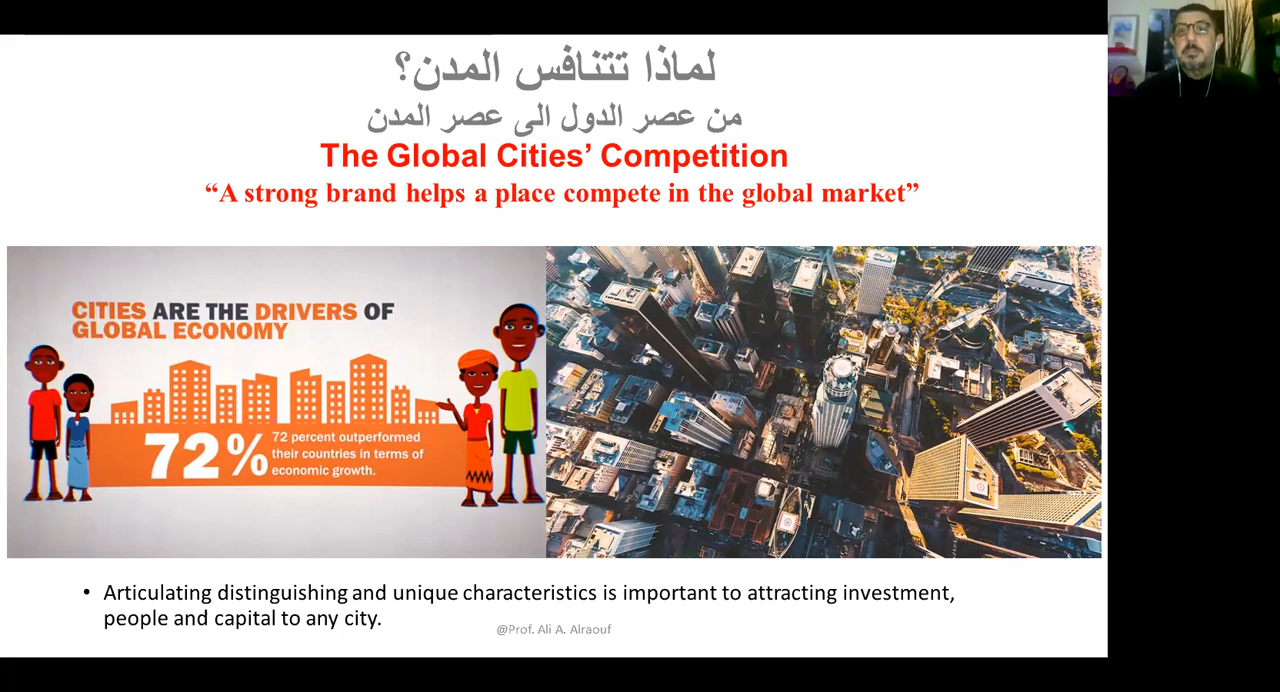 لماذا تتنافس المدن؟
من عصر الدول الى عصر المدن
The Global Cities’ Competition
“A strong brand helps a place compete in the global market”
CITIES ARE THE DRIVERS OF
GLOBAL ECONOMY
72%
72 percent outperformed
their countries in terms of
economic growth.
• Articulating distinguishing and unique characteristics is important to attracting investment,
people and capital to any city.
@Prof. Ali A. Alraouf